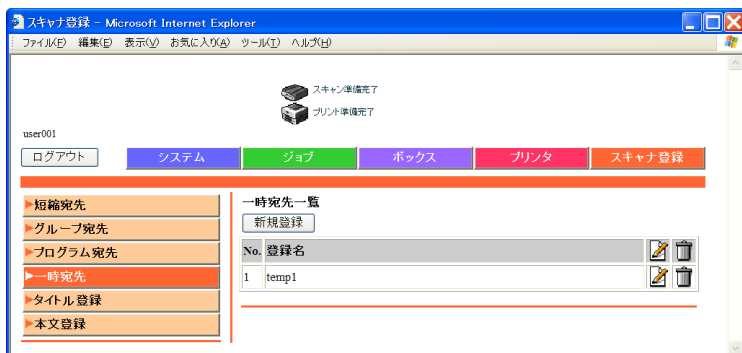 スキャナ登録 - Microsoft Internet Explorer
ファイル(F) 編集(E) 表示(V) お気に入り(A) ツール(T) ヘルプ(H)
スキャン準備完了
プリント準備完了
user001
ログアウト システム ジョブ ボックス プリンタ スキャナ登録
短縮宛先
グループ宛先
プログラム宛先
一時宛先
タイトル登録
本文登録
一時宛先一覧
新規登録
No. 登録名
1 temp1